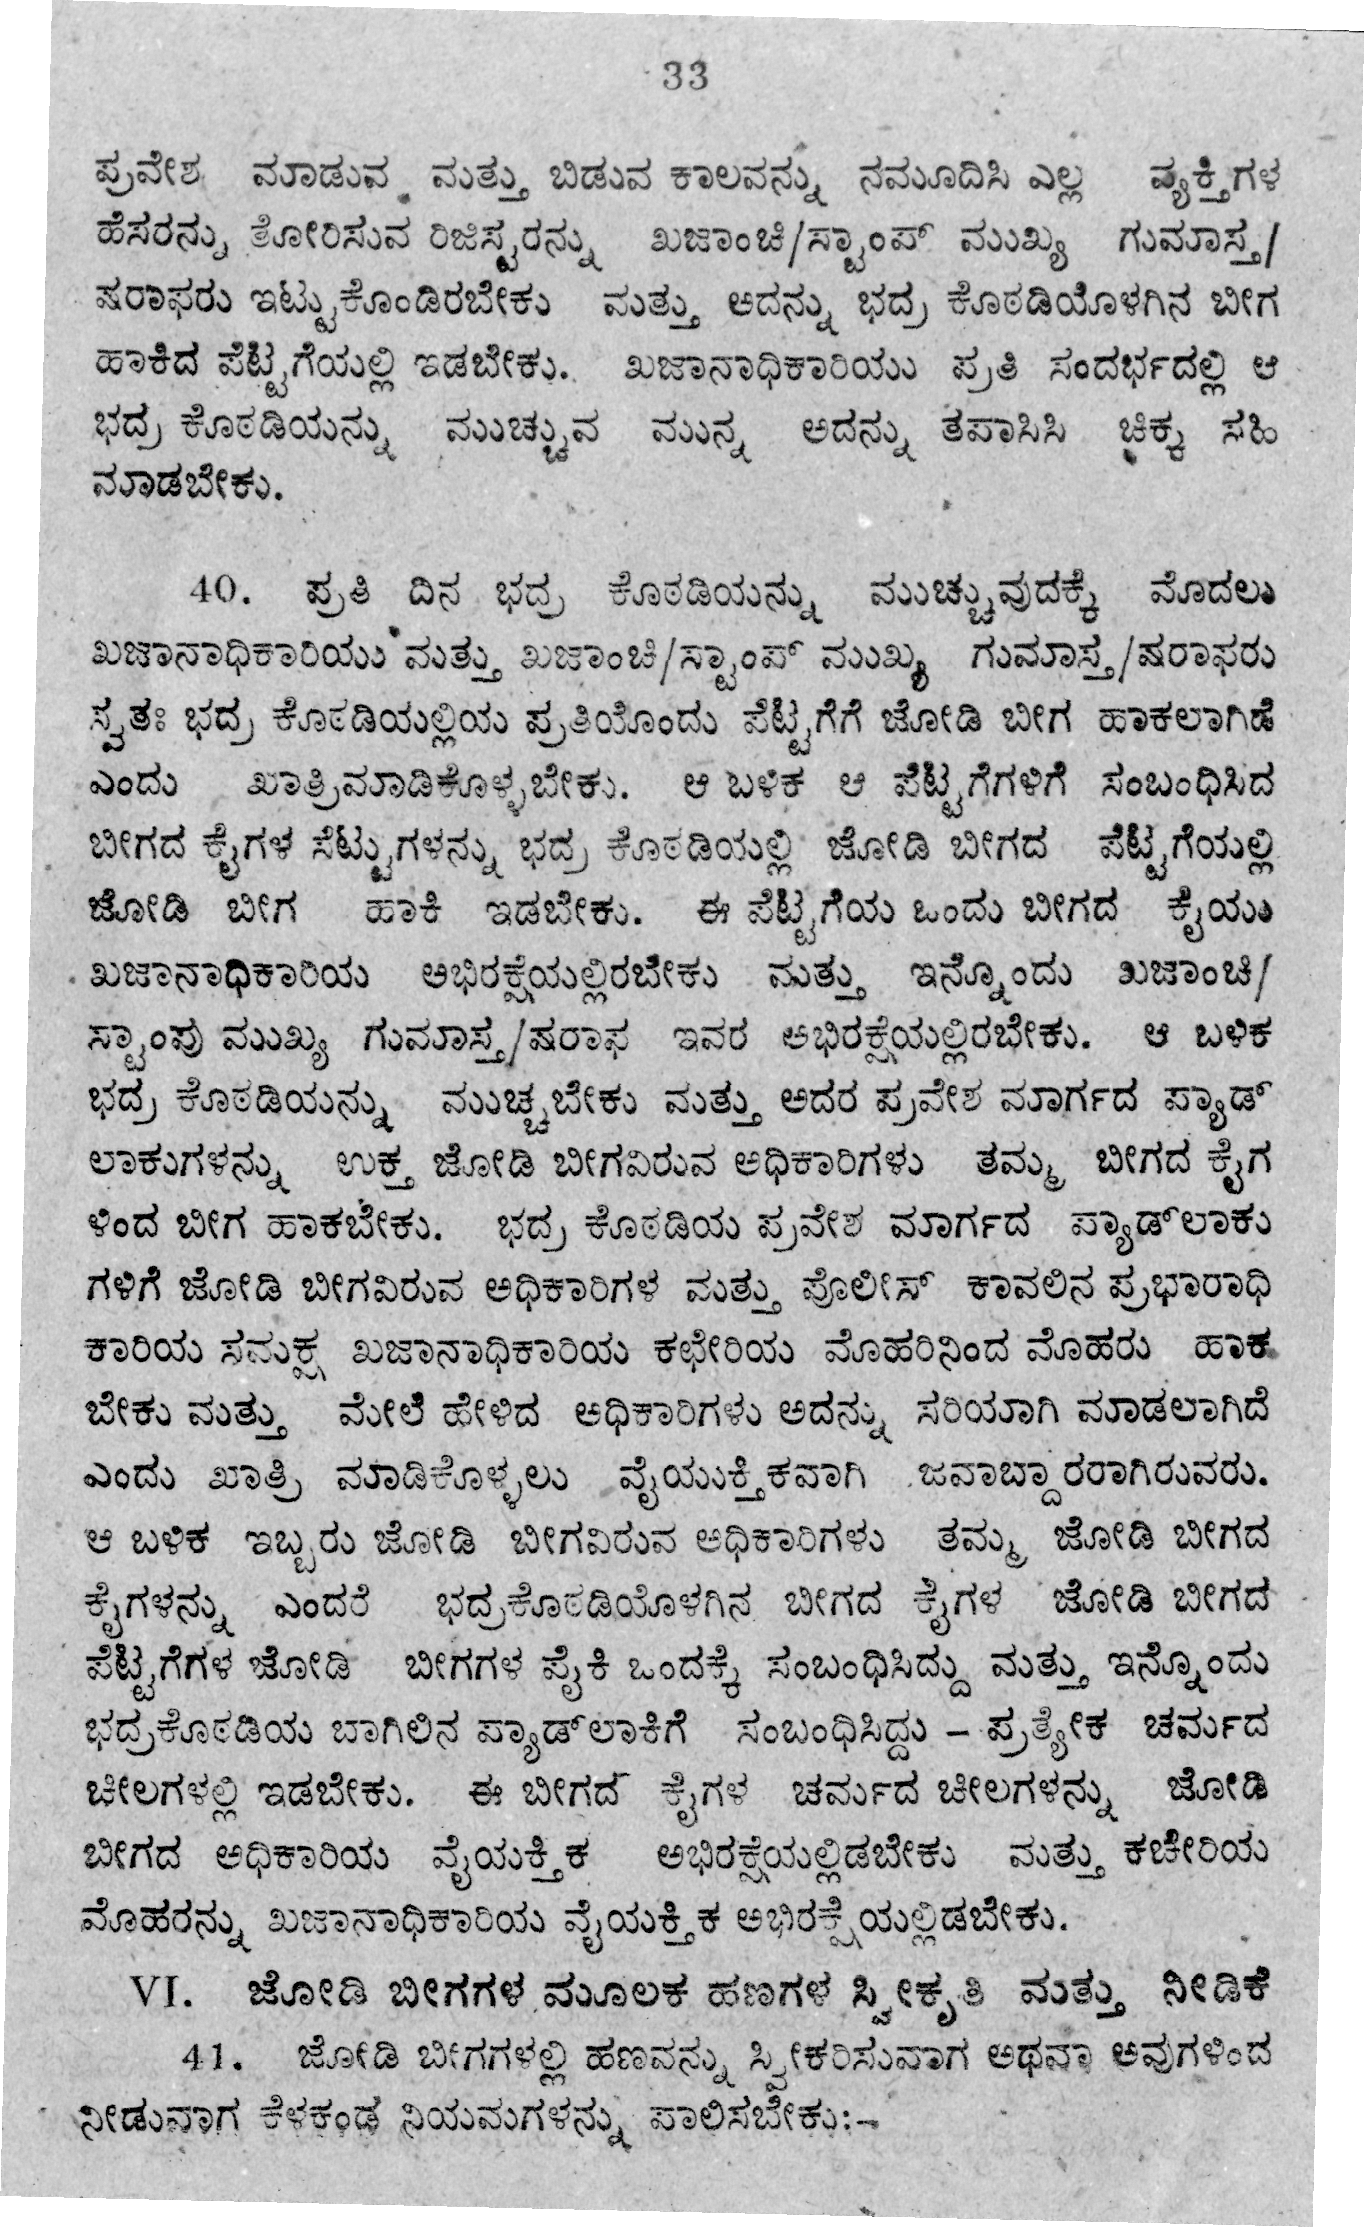 33
ಪ್ರವೇಶ ಮಾಡುವ ಮತ್ತು ಬಿಡುವ ಕಾಲವನ್ನು ನಮೂದಿಸಿ ಎಲ್ಲ ವ್ಯಕ್ತಿಗಳ
ಹೆಸರನ್ನು ತೋರಿಸುವ ರಿಜಿಸ್ಟ್ರರನ್ನು ಖಜಾಂಚಿ/ಸ್ಟಾಂಪ್ ಮುಖ್ಯ ಗುಮಾಸ್ತ/
ಷರಾಫರು ಇಟ್ಟುಕೊಂಡಿರಬೇಕು ಮತ್ತು ಅದನ್ನು ಭದ್ರ ಕೊಠಡಿಯೊಳಗಿನ ಬೀಗ
ಹಾಕಿದ ಪೆಟ್ಟಗೆಯಲ್ಲಿ ಇಡಬೇಕು. ಖಜಾನಾಧಿಕಾರಿಯು ಪ್ರತಿ ಸಂದರ್ಭದಲ್ಲಿ ಆ
ಭದ್ರ ಕೊಠಡಿಯನ್ನು ಮುಚ್ಚುವ ಮುನ್ನ ಅದನ್ನು ತಪಾಸಿಸಿ ಚಿಕ್ಕ ಸಹಿ
ಮಾಡಬೇಕು.
40. ಪ್ರತಿ ದಿನ ಭದ್ರ ಕೊಠಡಿಯನ್ನು ಮುಚ್ಚುವುದಕ್ಕೆ ಮೊದಲು
ಖಜಾನಾಧಿಕಾರಿಯು ಮತ್ತು ಖಜಾಂಚಿ/ಸ್ಟಾಂಪ್ ಮುಖ್ಯ ಗುಮಾಸ್ತ/ಷರಾಫರು
ಸ್ವತಃ ಭದ್ರ ಕೊಠಡಿಯಲ್ಲಿಯ ಪ್ರತಿಯೊಂದು ಪೆಟ್ಟಗೆಗೆ ಜೋಡಿ ಬೀಗ ಹಾಕಲಾಗಿದೆ
ಎಂದು ಖಾತ್ರಿಮಾಡಿಕೊಳ್ಳಬೇಕು. ಆ ಬಳಿಕ ಆ ಪೆಟ್ಟಗೆಗಳಿಗೆ ಸಂಬಂಧಿಸಿದ
ಬೀಗದ ಕೈಗಳ ಸೆಟ್ಟುಗಳನ್ನು ಭದ್ರ ಕೊಠಡಿಯಲ್ಲಿ ಜೋಡಿ ಬೀಗದ ಪೆಟ್ಟಗೆಯಲ್ಲಿ
ಜೋಡಿ ಬೀಗ ಹಾಕಿ ಇಡಬೇಕು. ಈ ಪೆಟ್ಟಗೆಯ ಒಂದು ಬೀಗದ ಕೈಯು
ಖಜಾನಾಧಿಕಾರಿಯ ಅಭಿರಕ್ಷೆಯಲ್ಲಿರಬೇಕು ಮತ್ತು ಇನ್ನೊಂದು ಖಜಾಂಚಿ/
ಸ್ಟಾಂಪು ಮುಖ್ಯ ಗುಮಾಸ್ತ/ಷರಾಫ ಇವರ ಅಭಿರಕ್ಷೆಯಲ್ಲಿರಬೇಕು. ಆ ಬಳಿಕ
ಭದ್ರ ಕೊಠಡಿಯನ್ನು ಮುಚ್ಚಬೇಕು ಮತ್ತು ಅದರ ಪ್ರವೇಶ ಮಾರ್ಗದ ಪ್ಯಾಡ್
ಲಾಕುಗಳನ್ನು ಉಕ್ತ ಜೋಡಿ ಬೀಗವಿರುವ ಅಧಿಕಾರಿಗಳು ತಮ್ಮ ಬೀಗದ ಕೈಗ
ಳಿಂದ ಬೀಗ ಹಾಕಬೇಕು. ಭದ್ರ ಕೊಠಡಿಯ ಪ್ರವೇಶ ಮಾರ್ಗದ ಪ್ಯಾಡ್‌ಲಾಕು
ಗಳಿಗೆ ಜೋಡಿ ಬೀಗವಿರುವ ಅಧಿಕಾರಿಗಳ ಮತ್ತು ಪೊಲೀಸ್ ಕಾವಲಿನ ಪ್ರಭಾರಾಧಿ
ಕಾರಿಯ ಸಮಕ್ಷ ಖಜಾನಾಧಿಕಾರಿಯ ಕಛೇರಿಯ ಮೊಹರಿನಿಂದ ಮೊಹರು ಹಾಕ
ಬೇಕು ಮತ್ತು ಮೇಲೆ ಹೇಳಿದ ಅಧಿಕಾರಿಗಳು ಅದನ್ನು ಸರಿಯಾಗಿ ಮಾಡಲಾಗಿದೆ
ಎಂದು ಖಾತ್ರಿ ಮಾಡಿಕೊಳ್ಳಲು ವೈಯುಕ್ತಿಕವಾಗಿ ಜವಾಬ್ದಾರರಾಗಿರುವರು.
ಆ ಬಳಿಕ ಇಬ್ಬರು ಜೋಡಿ ಬೀಗವಿರುವ ಅಧಿಕಾರಿಗಳು ತಮ್ಮ ಜೋಡಿ ಬೀಗದ
ಕೈಗಳನ್ನು ಎಂದರೆ ಭದ್ರಕೊಠಡಿಯೊಳಗಿನ ಬೀಗದ ಕೈಗಳ ಜೋಡಿ ಬೀಗದ
ಪೆಟ್ಟಗೆಗಳ ಜೋಡಿ ಬೀಗಗಳ ಪೈಕಿ ಒಂದಕ್ಕೆ ಸಂಬಂಧಿಸಿದ್ದು ಮತ್ತು ಇನ್ನೊಂದು
ಭದ್ರಕೊಠಡಿಯ ಬಾಗಿಲಿನ ಪ್ಯಾಡ್‌ಲಾಕಿಗೆ ಸಂಬಂಧಿಸಿದ್ದು – ಪ್ರತ್ಯೇಕ ಚರ್ಮದ
ಚೀಲಗಳಲ್ಲಿ ಇಡಬೇಕು. ಈ ಬೀಗದ ಕೈಗಳ ಚರ್ಮದ ಚೀಲಗಳನ್ನು ಜೋಡಿ
ಬೀಗದ ಅಧಿಕಾರಿಯ ವೈಯಕ್ತಿಕ ಅಭಿರಕ್ಷೆಯಲ್ಲಿಡಬೇಕು ಮತ್ತು ಕಚೇರಿಯ
ಮೊಹರನ್ನು ಖಜಾನಾಧಿಕಾರಿಯ ವೈಯಕ್ತಿಕ ಅಭಿರಕ್ಷೆಯಲ್ಲಿಡಬೇಕು.
VI. ಜೋಡಿ ಬೀಗಗಳ ಮೂಲಕ ಹಣಗಳ ಸ್ವೀಕೃತಿ ಮತ್ತು ನೀಡಿಕೆ
41. ಜೋಡಿ ಬೀಗಗಳಲ್ಲಿ ಹಣವನ್ನು ಸ್ವೀಕರಿಸುವಾಗ ಅಥವಾ ಅವುಗಳಿಂದ
ನೀಡುವಾಗ ಕೆಳಕಂಡ ನಿಯಮಗಳನ್ನು ಪಾಲಿಸಬೇಕು:–